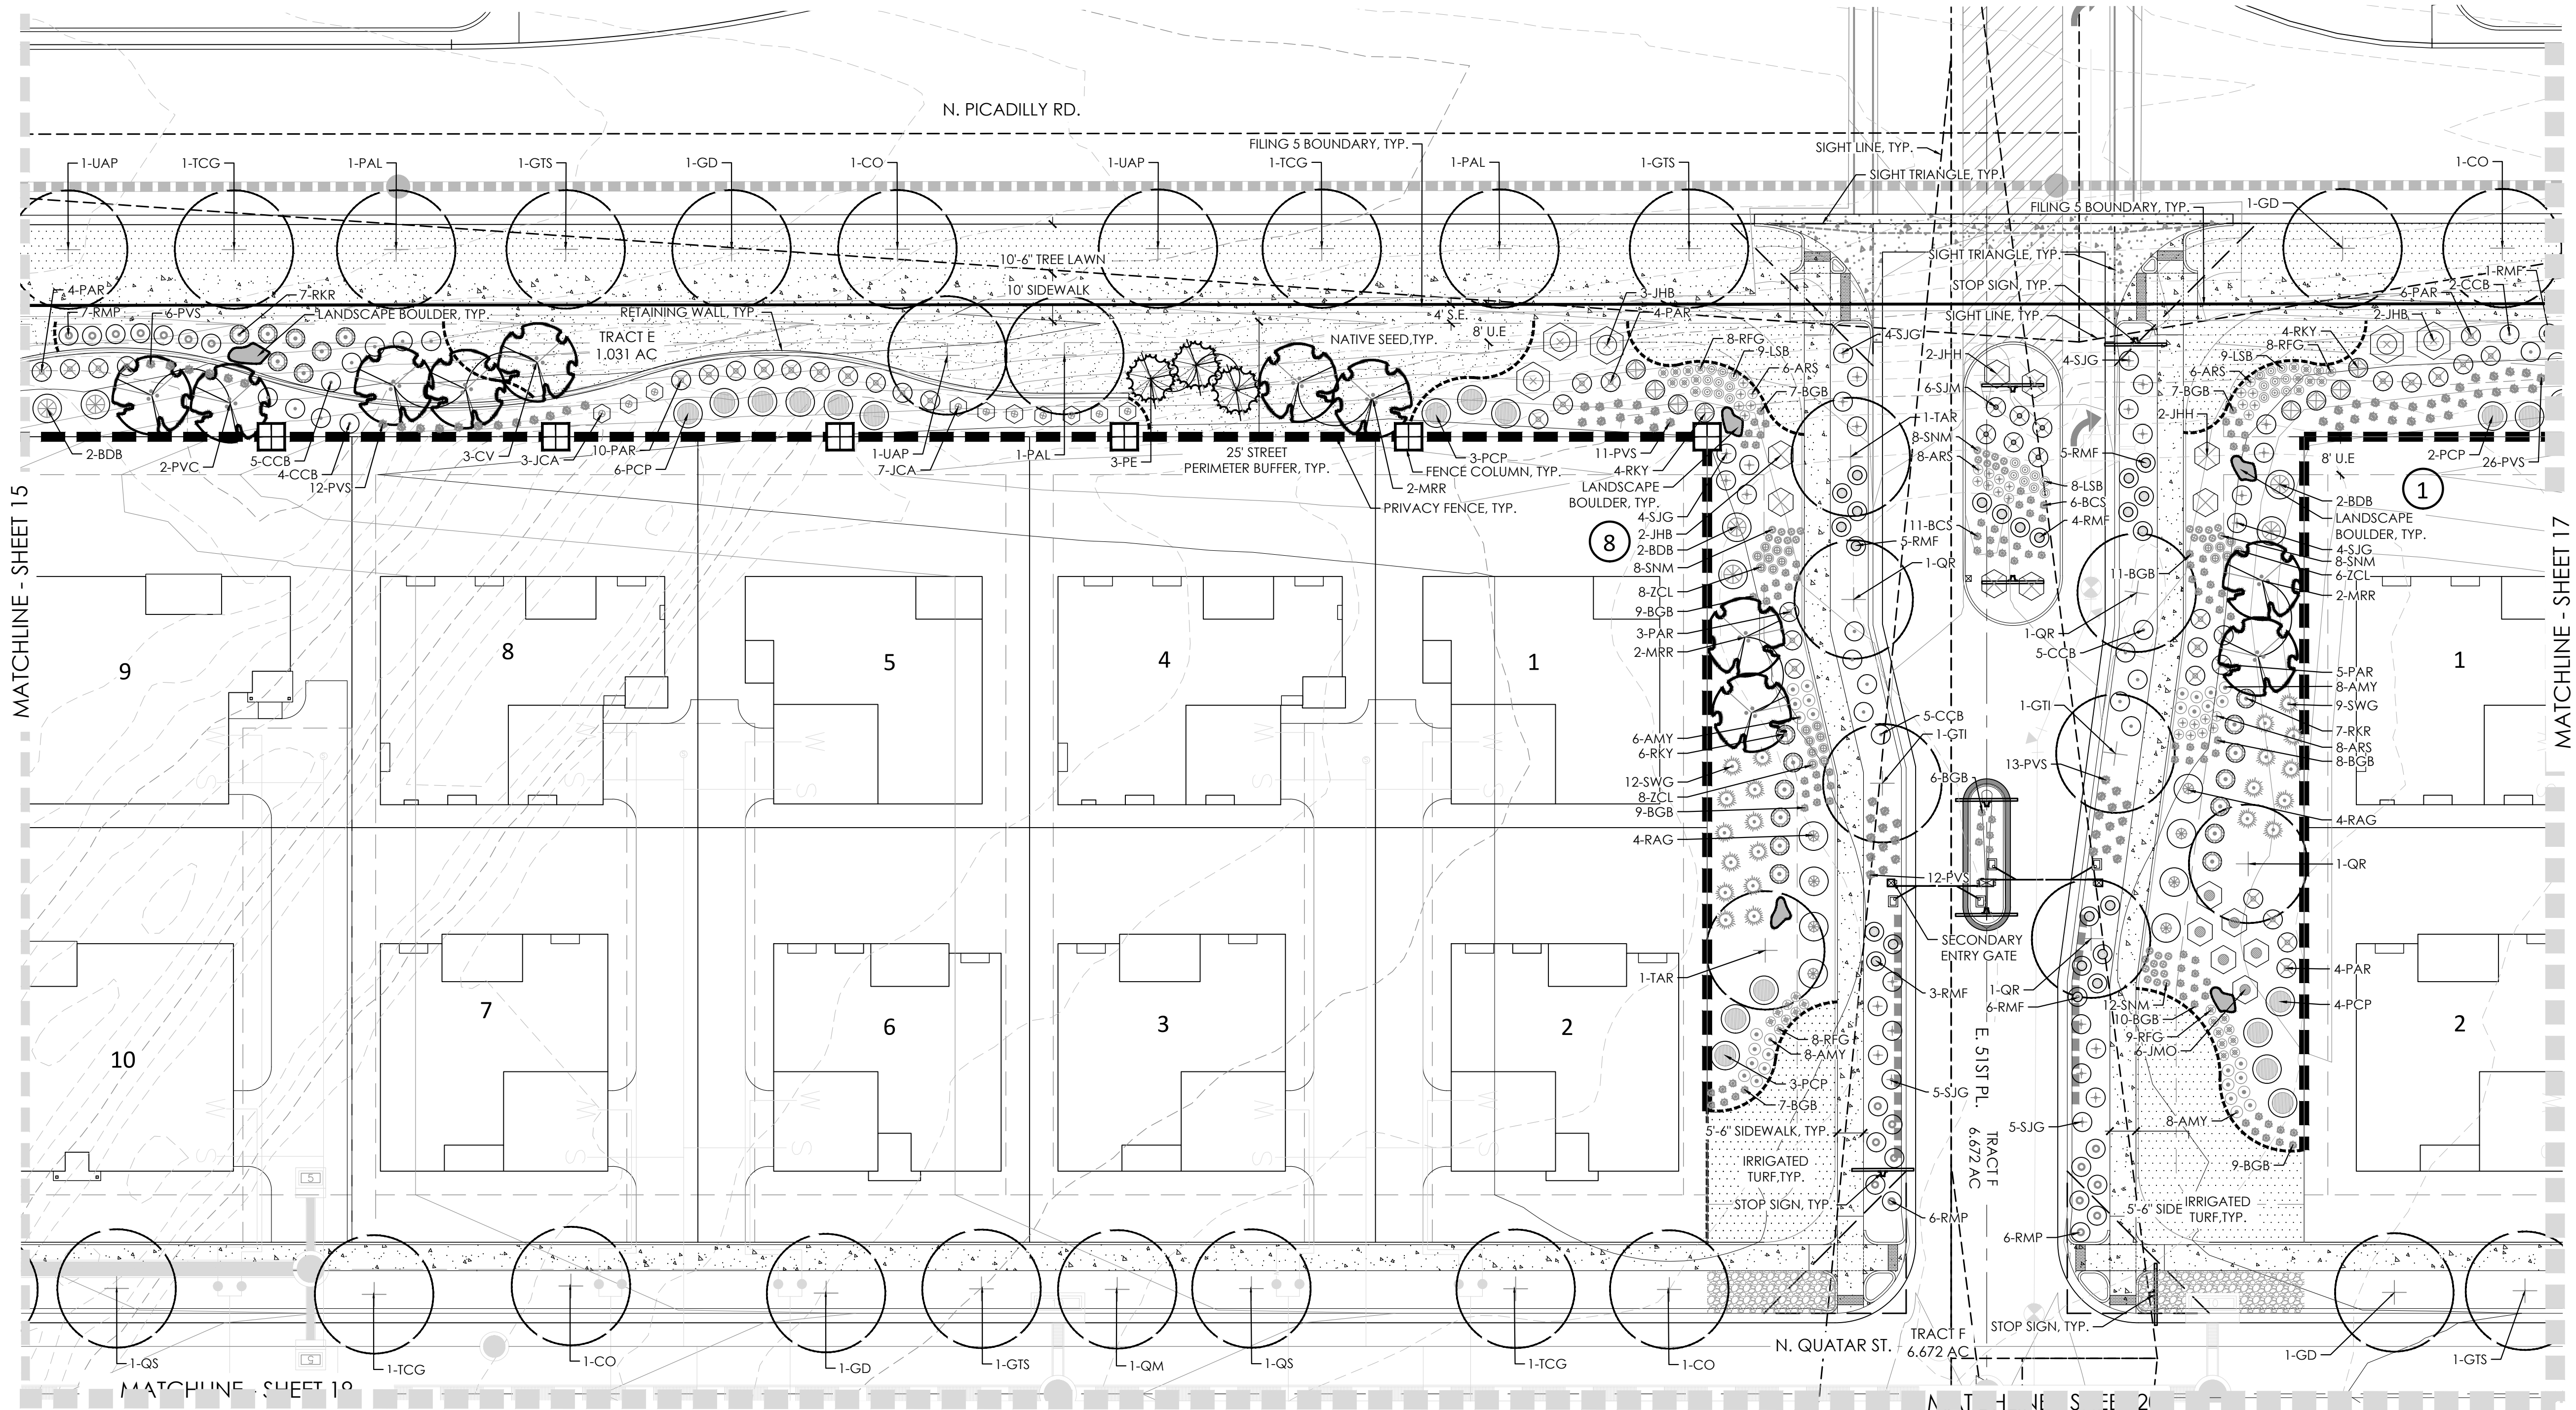 N. PICADILLY RD.
FILING 5 BOUNDARY, TYP.
SIGHT LINE, TYP.
1-UAP
1-TCG
1-PAL
1-GTS
1-GD
1-CO
1-UAP
1-TCG
1-PAL
1-GTS
1-CO
SIGHT TRIANGLE, TYP.
FILING 5 BOUNDARY, TYP.
1-GD
SIGHT TRIANGLE, TYP.
10'-6" TREE LAWN
10' SIDEWALK
STOP SIGN, TYP.
SIGHT LINE, TYP.
1-RMF
2-CCB
6-PAR
2-JHB
4-PAR
7-RMP
6-PVS
7-RKR
LANDSCAPE BOULDER, TYP.
TRACT E
1.031 AC
RETAINING WALL, TYP.
4' S.E.
8' U.E
NATIVE SEED,TYP.
3-JHB
4-PAR
8-RFG
9-LSB
6-ARS
7-BGB
4-SJG
2-JHH
6-SJM
1-TAR
8-SNM
8-ARS
4-SJG
5-RMF
8-LSB
6-BCS
4-RMF
11-BCS
5-RMF
1-QR
4-RKY
8-RFG
9-LSB
6-ARS
7-BGB
2-JHH
8' U.E
2-PCP
26-PVS
1
2-BDB
2-PVC
5-CCB
4-CCB
12-PVS
3-CV
3-JCA
10-PAR
6-PCP
1-UAP
7-JCA
1-PAL
3-PE
25' STREET
PERIMETER BUFFER, TYP.
3-PCP
FENCE COLUMN, TYP.
2-MRR
PRIVACY FENCE, TYP.
11-PVS
4-RKY
LANDSCAPE
BOULDER, TYP.
4-SJG
2-JHB
2-BDB
8-SNM
8-ZCL
9-BGB
3-PAR
2-MRR
8
2-BDB
LANDSCAPE
BOULDER, TYP.
4-SJG
8-SNM
6-ZCL
2-MRR
11-BGB
1-QR
5-CCB
MATCHLINE - SHEET 15
MATCHLINE - SHEET 17
9
8
5
4
1
1
6-AMY
6-RKY
12-SWG
8-ZCL
9-BGB
4-RAG
5-CCB
1-GTI
6-BGB
12-PVS
1-GTI
13-PVS
5-PAR
8-AMY
9-SWG
7-RKR
8-ARS
8-BGB
4-RAG
1-QR
SECONDARY
ENTRY GATE
1-TAR
3-RMF
1-QR
6-RMF
12-SNM
10-BGB
9-RFG
6-JMO
4-PAR
4-PCP
10
7
6
3
2
2
8-RFG
8-AMY
3-PCP
7-BGB
5-SJG
E. 51ST PL.
TRACT F
6.672 AC
5-SJG
8-AMY
9-BGB
5'-6" SIDEWALK, TYP.
IRRIGATED
TURF,TYP.
STOP SIGN, TYP.
6-RMP
6-RMP
5'-6" SIDE
IRRIGATED
TURF,TYP.
S
W
S
W
S
W
S
W
S
W
S
W
5
5
1-QS
1-TCG
1-CO
1-GD
1-GTS
1-QM
1-QS
1-TCG
1-CO
N. QUATAR ST.
TRACT F
6.672 AC
STOP SIGN, TYP.
1-GD
1-GTS
MATCHLINE - SHEET 19
MATCHLINE - SHEET 20